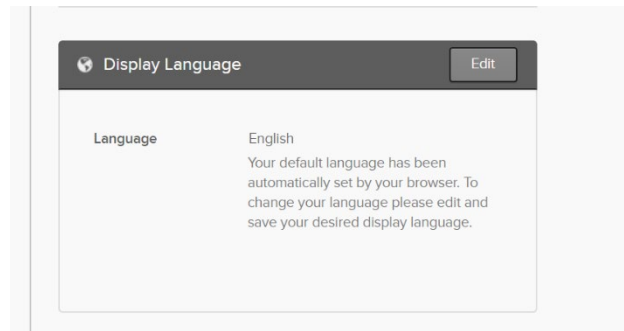 Display Language
Edit
Language
English
Your default language has been
automatically set by your browser. To
change your language please edit and
save your desired display language.